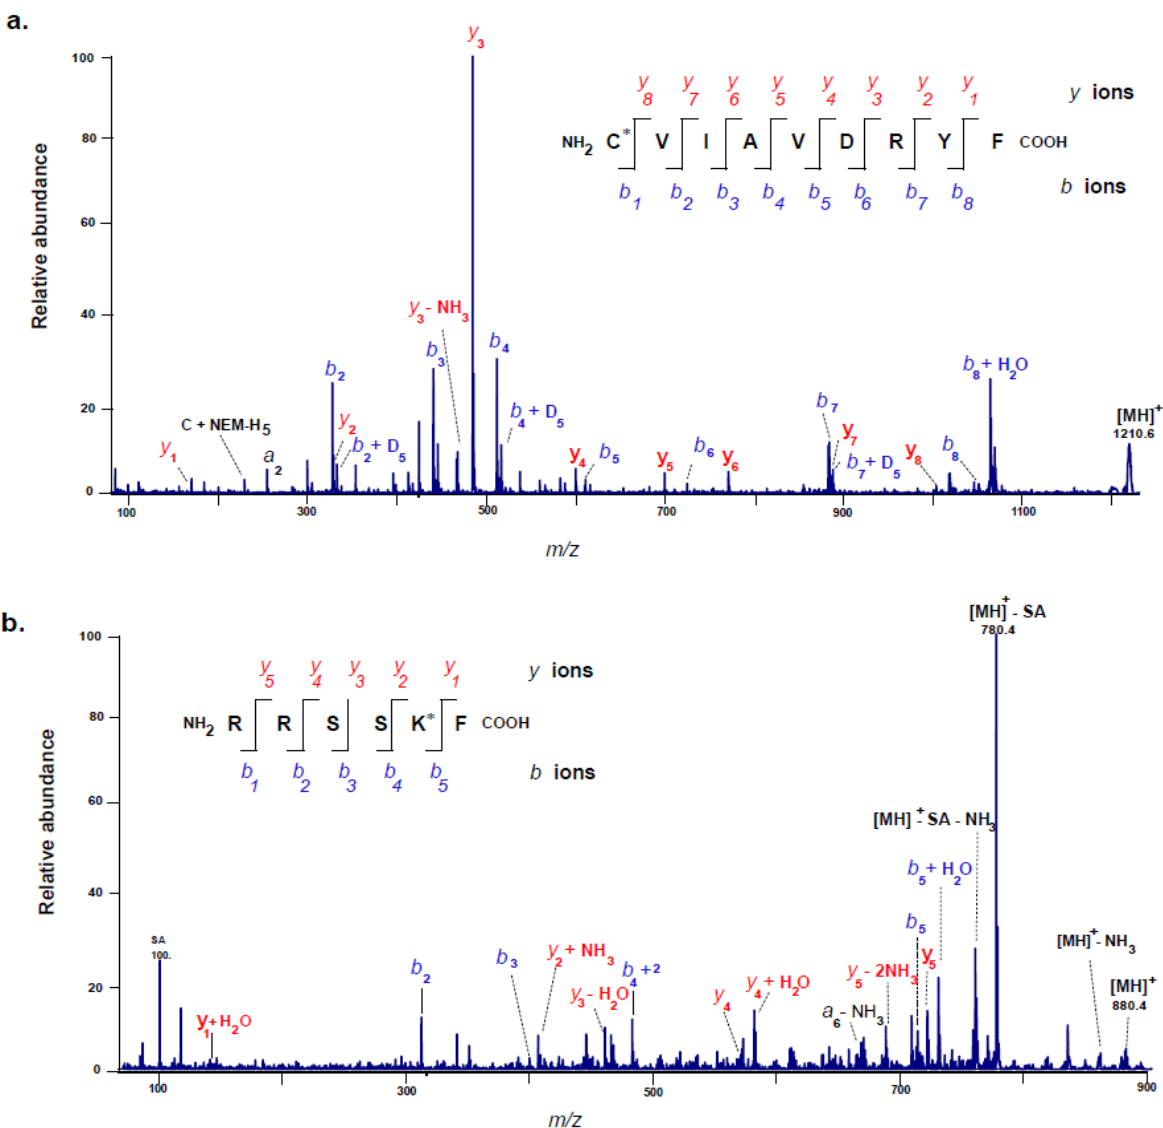 a.
y3
100
y8 y7 y6 y5 y4 y3 y2 y1 y ions
80
NH2 C* V I A V D R Y F COOH
b1 b2 b3 b4 b5 b6 b7 b8 b ions
60
Relative abundance
y3 - NH3
40
b3 b4
b2 b8 + H2O
20
C + NEM-H5 y2 b4 + D5 b7 [MH]+
1210.6
y1 a2 b2 + D5 y4 b5 y5 b6 y6 y7 y8 b8
b7 + D5
0
100 300 500 700 900 1100
m/z
b.
[MH]+ - SA
780.4
100
y5 y4 y3 y2 y1 y ions
80
NH2 R R S S K* F COOH
b1 b2 b3 b4 b5 b ions
60
Relative abundance
[MH]+ - SA - NH3
b5 + H2O
40
SA
100.
b5
b2 b3 y2 + NH3 b4 +2 y5 - 2NH3 y5 [MH]+ - NH3
20
y3 - H2O y4 y4 + H2O [MH]+
880.4
y1 + H2O a6 - NH3
0
100 300 500 700 900
m/z